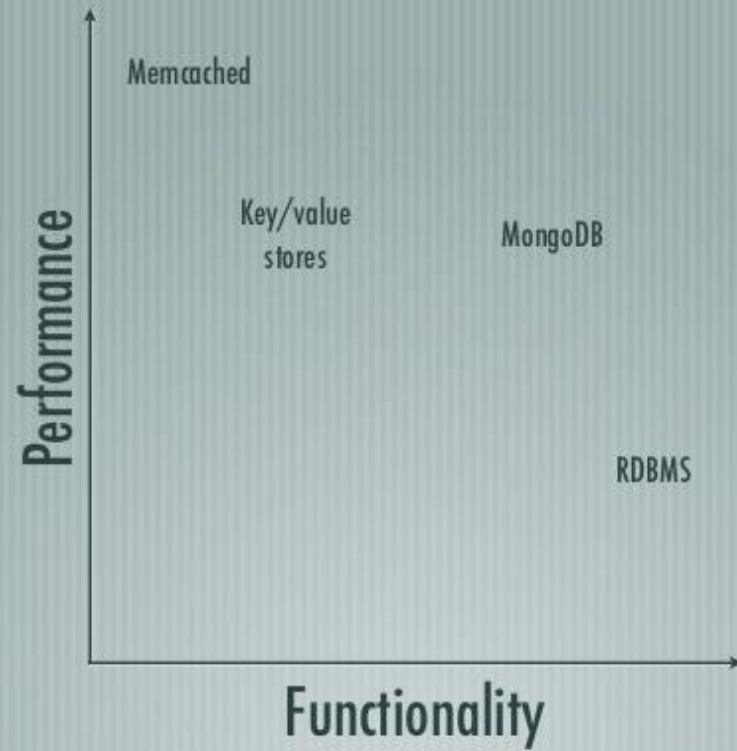 Memcached
Key/value
stores
MongoDB
RDBMS
Performance
Functionality